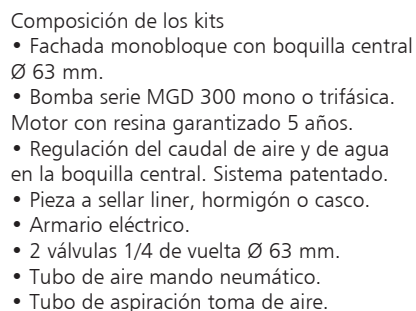 Composición de los kits
• Fachada monobloque con boquilla central
Ø 63 mm.
• Bomba serie MGD 300 mono o trifásica.
Motor con resina garantizado 5 años.
• Regulación del caudal de aire y de agua
en la boquilla central. Sistema patentado.
• Pieza a sellar liner, hormigón o casco.
• Armario eléctrico.
• 2 válvulas 1/4 de vuelta Ø 63 mm.
• Tubo de aire mando neumático.
• Tubo de aspiración toma de aire.